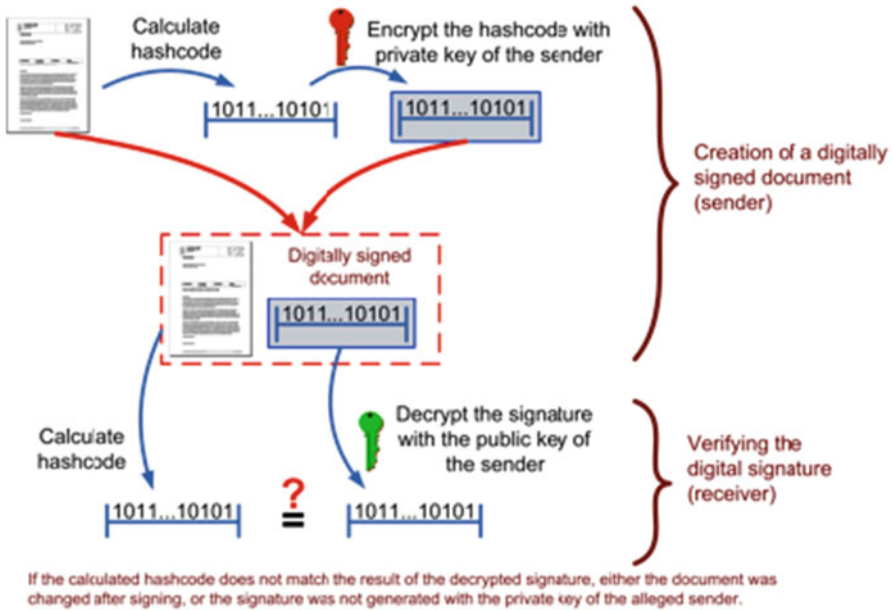 Calculate
hashcode
Encrypt the hashcode with
private key of the sender
1011...10101
1011...10101
Creation of a digitally
signed document
(sender)
Digitally signed
document
1011...10101
Calculate
hashcode
Decrypt the signature
with the public key of
the sender
Verifying the
digital signature
(receiver)
1011...10101
?
=
1011...10101
If the calculated hashcode does not match the result of the decrypted signature, either the document was
changed after signing, or the signature was not generated with the private key of the alleged sender.